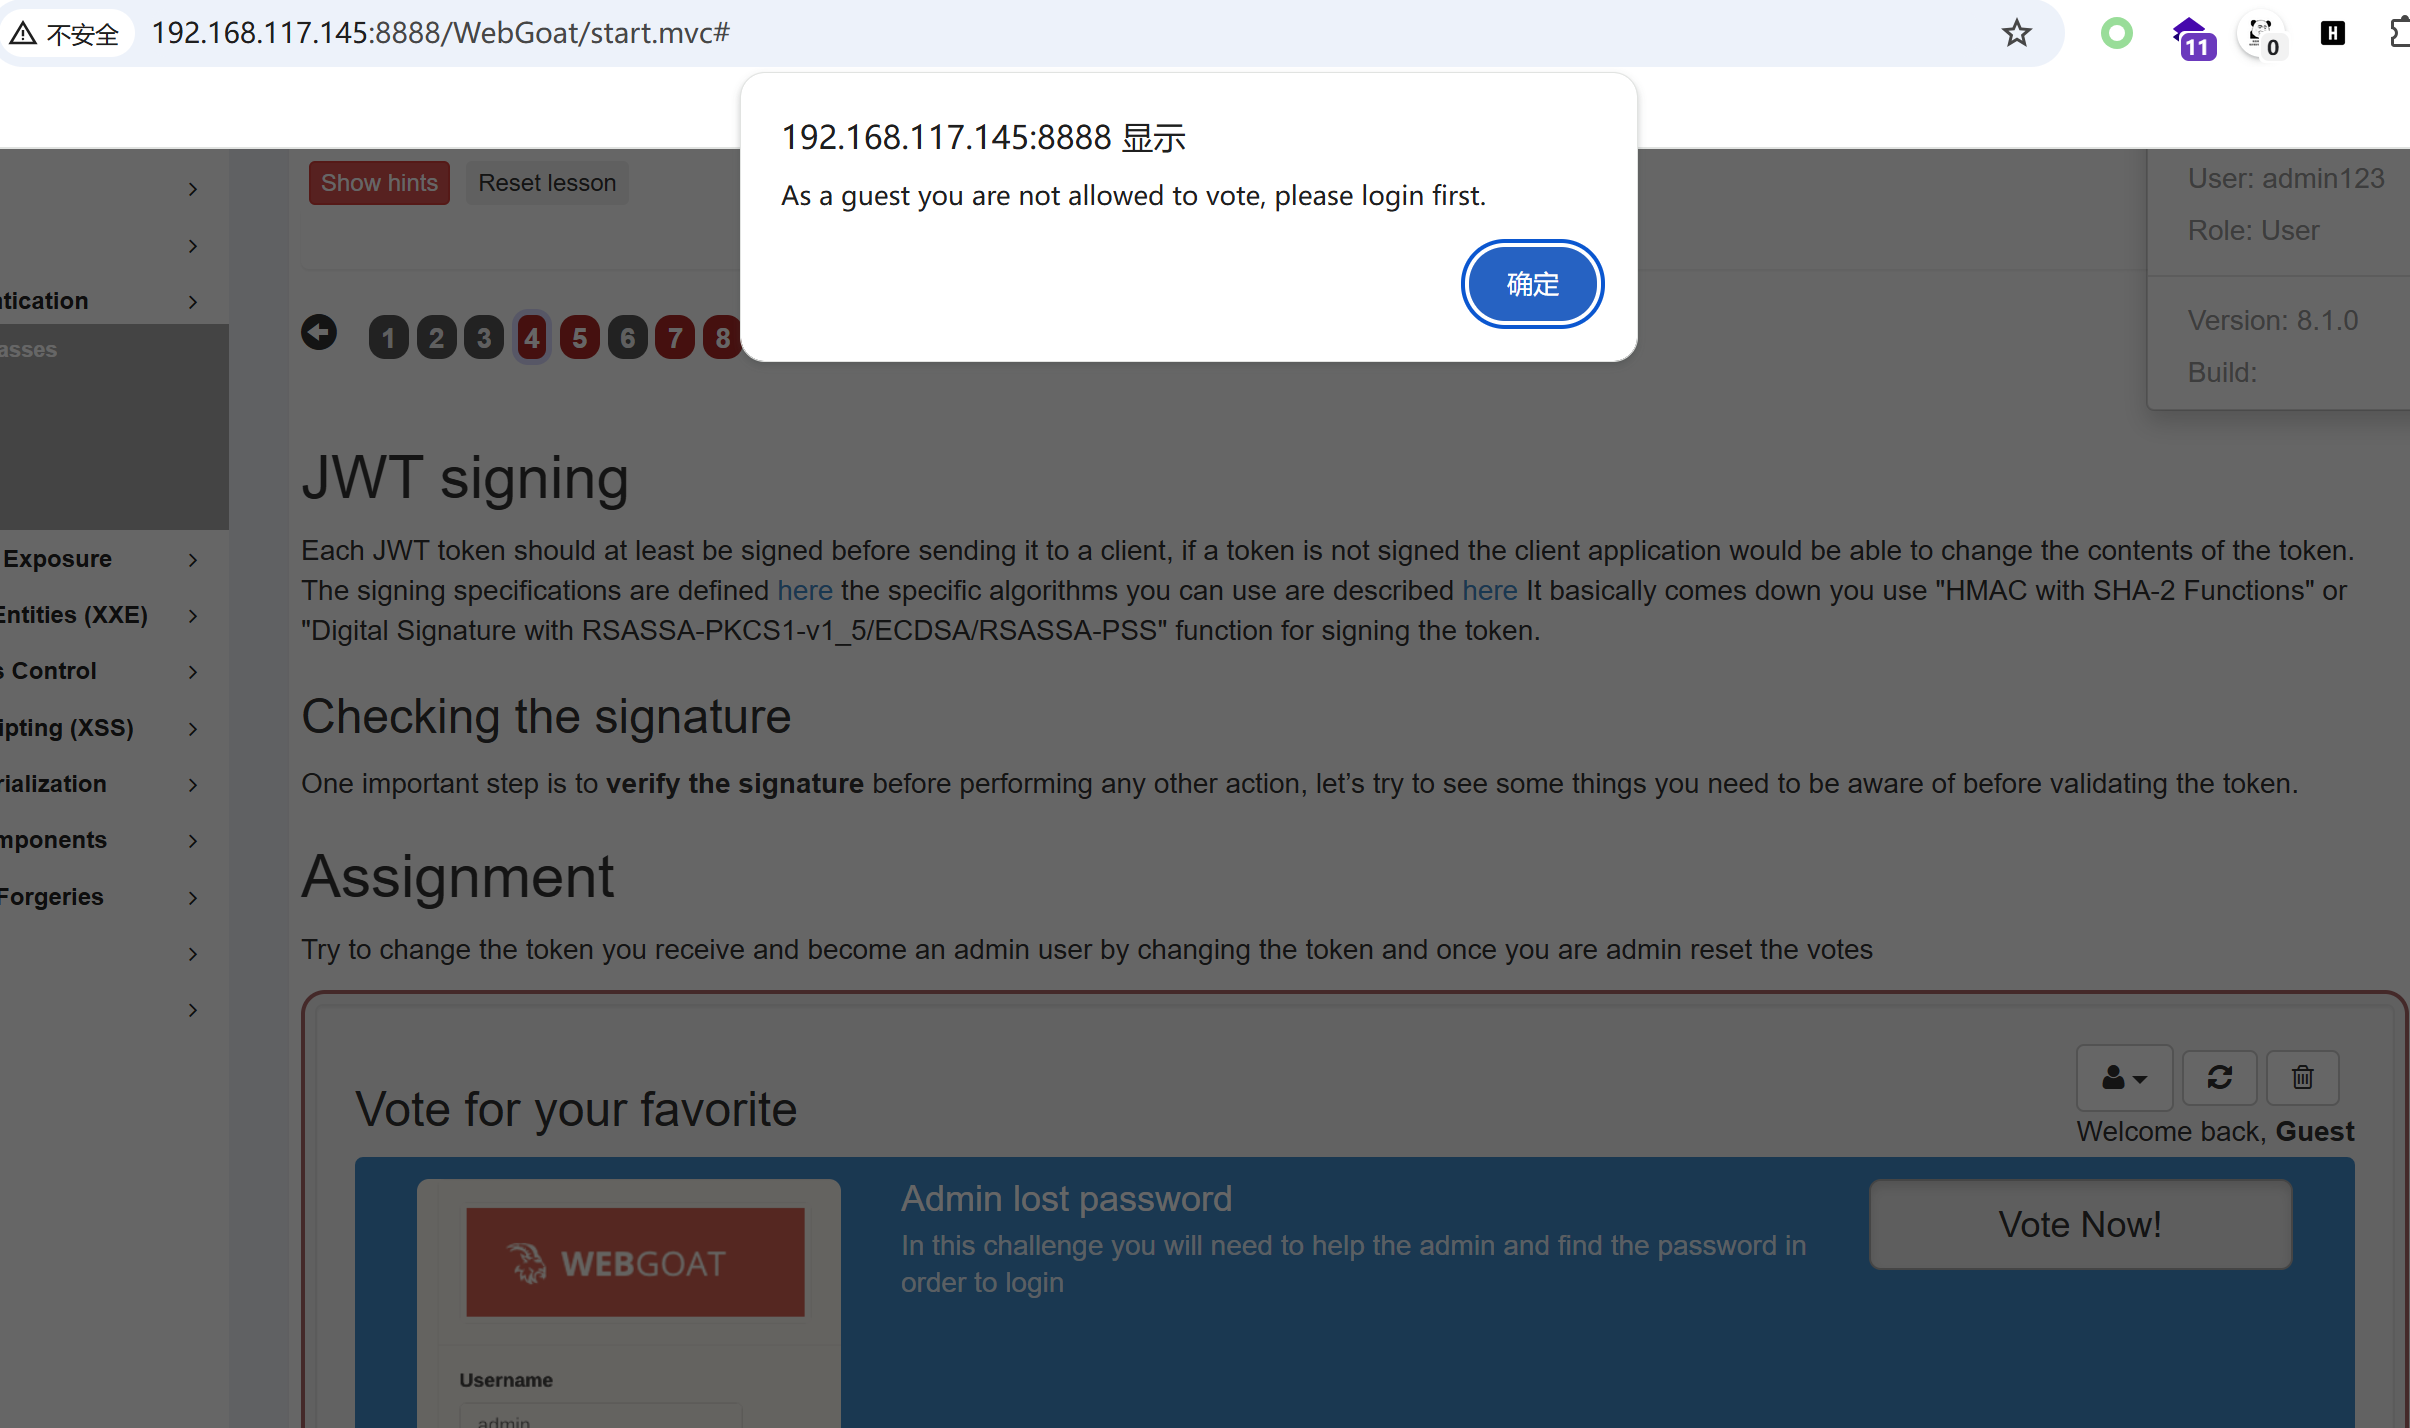 不安全 192.168.117.145:8888/WebGoat/start.mvc#
11
0
H
192.168.117.145:8888 显示
As a guest you are not allowed to vote, please login first.
确定
Show hints Reset lesson
User: admin123
Role: User
Version: 8.1.0
Build:
tication
asses
Exposure
Entities (XXE)
s Control
ipting (XSS)
rialization
mponents
Forgeries
1 2 3 4 5 6 7 8
JWT signing
Each JWT token should at least be signed before sending it to a client, if a token is not signed the client application would be able to change the contents of the token.
The signing specifications are defined here the specific algorithms you can use are described here It basically comes down you use "HMAC with SHA-2 Functions" or
"Digital Signature with RSASSA-PKCS1-v1_5/ECDSA/RSASSA-PSS" function for signing the token.
Checking the signature
One important step is to verify the signature before performing any other action, let’s try to see some things you need to be aware of before validating the token.
Assignment
Try to change the token you receive and become an admin user by changing the token and once you are admin reset the votes
Vote for your favorite
Welcome back, Guest
WEBGOAT
Username
admin
Admin lost password
In this challenge you will need to help the admin and find the password in
order to login
Vote Now!